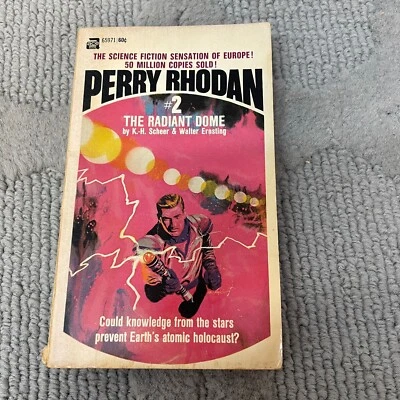 65971 60¢
THE SCIENCE FICTION SENSATION OF EUROPE!
50 MILLION COPIES SOLD!
PERRY RHODAN
#2
THE RADIANT DOME
by K.-H. Scheer & Walter Ernsting
Could knowledge from the stars
prevent Earth's atomic holocaust?